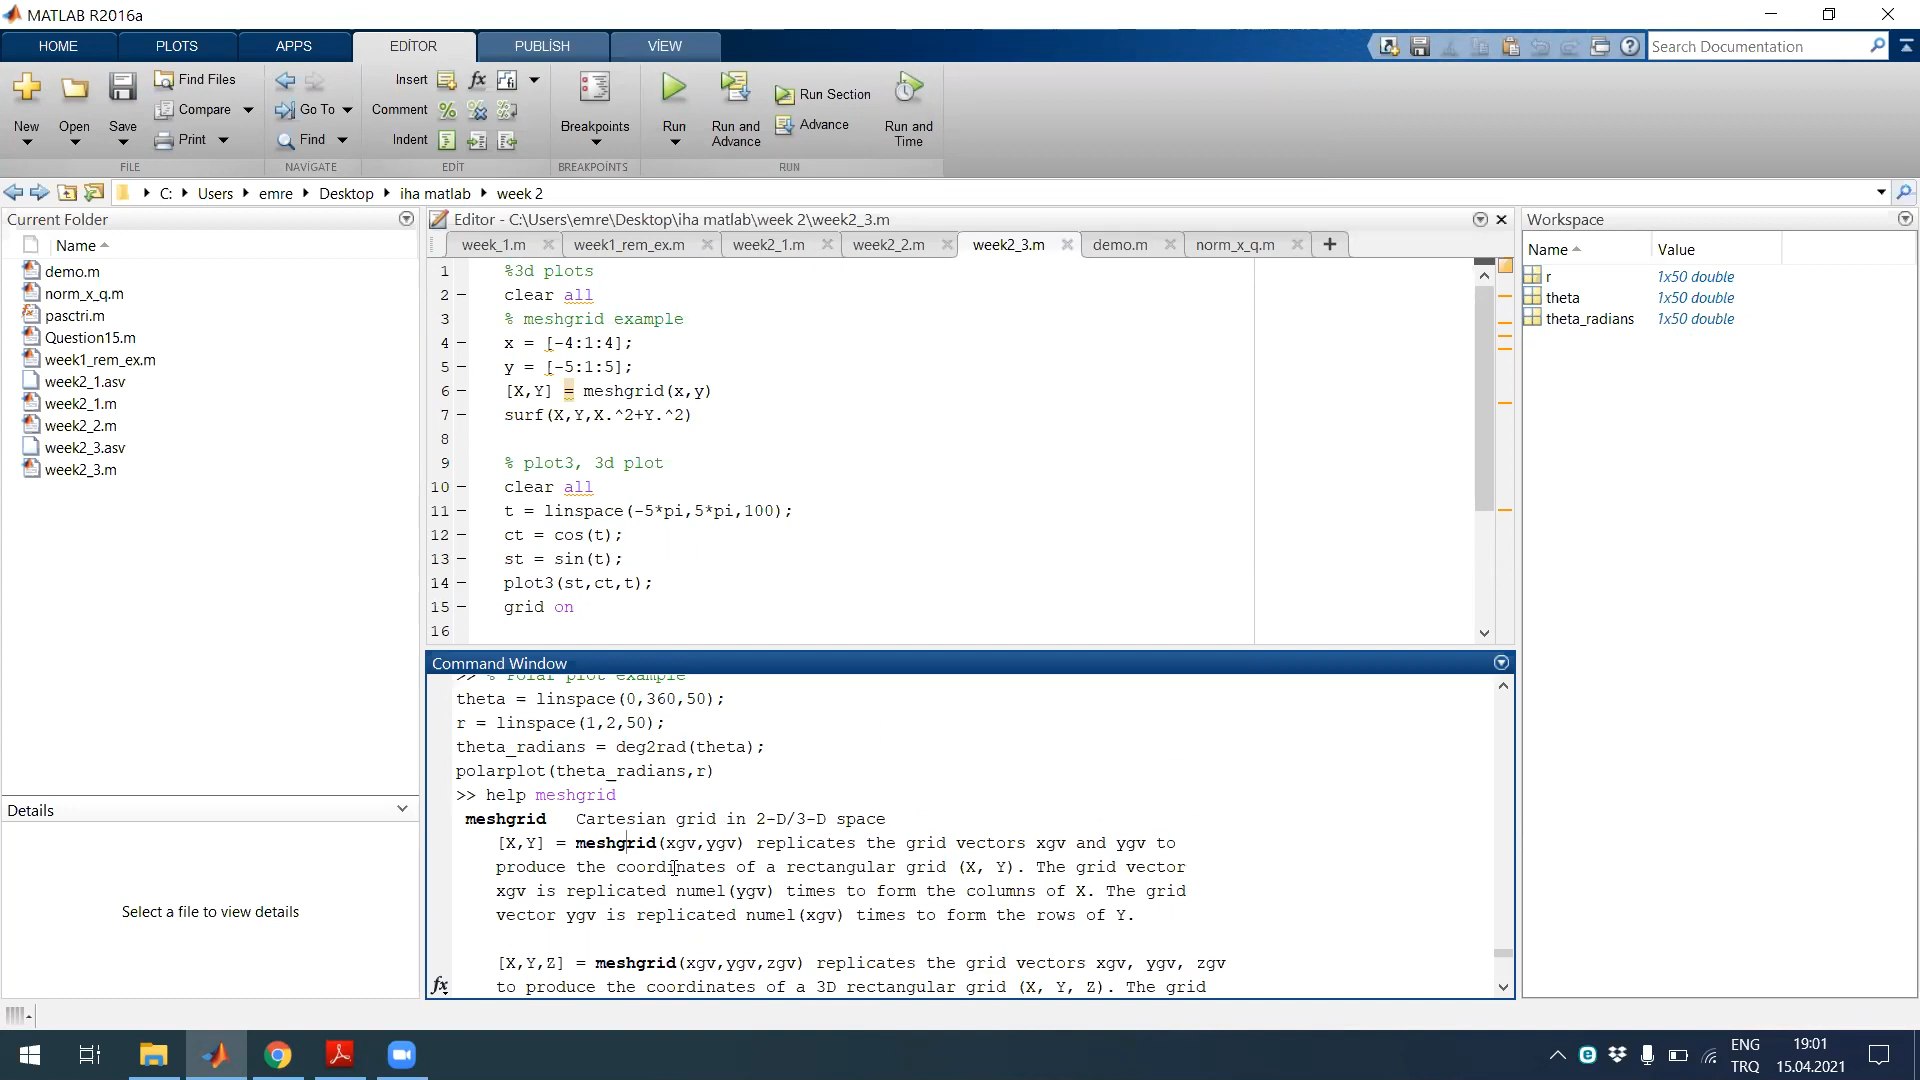 MATLAB R2016a
HOME PLOTS APPS EDİTOR PUBLİSH VİEW
Search Documentation
New Open Save Find Files Compare Print
Go To Find
Insert Comment Indent
Breakpoints
Run Run and Advance Run Section Advance Run and Time
FILE NAVİGATE EDİT BREAKPOİNTS RUN
C: Users emre Desktop iha matlab week 2
Current Folder
Name
demo.m
norm_x_q.m
pasctri.m
Question15.m
week1_rem_ex.m
week2_1.asv
week2_1.m
week2_2.m
week2_3.asv
week2_3.m
Details
Select a file to view details
Editor - C:\Users\emre\Desktop\iha matlab\week 2\week2_3.m
week_1.m week1_rem_ex.m week2_1.m week2_2.m week2_3.m demo.m norm_x_q.m
1 %3d plots
2 clear all
3 % meshgrid example
4 x = [-4:1:4];
5 y = [-5:1:5];
6 [X,Y] = meshgrid(x,y)
7 surf(X,Y,X.^2+Y.^2)
8
9 % plot3, 3d plot
10 clear all
11 t = linspace(-5*pi,5*pi,100);
12 ct = cos(t);
13 st = sin(t);
14 plot3(st,ct,t);
15 grid on
16
Command Window
>> % Polar plot example
theta = linspace(0,360,50);
r = linspace(1,2,50);
theta_radians = deg2rad(theta);
polarplot(theta_radians,r)
>> help meshgrid
meshgrid Cartesian grid in 2-D/3-D space
[X,Y] = meshgrid(xgv,ygv) replicates the grid vectors xgv and ygv to
produce the coordinates of a rectangular grid (X, Y). The grid vector
xgv is replicated numel(ygv) times to form the columns of X. The grid
vector ygv is replicated numel(xgv) times to form the rows of Y.
[X,Y,Z] = meshgrid(xgv,ygv,zgv) replicates the grid vectors xgv, ygv, zgv
to produce the coordinates of a 3D rectangular grid (X, Y, Z). The grid
fx
Workspace
Name Value
r 1x50 double
theta 1x50 double
theta_radians 1x50 double
ENG
TRQ
19:01
15.04.2021